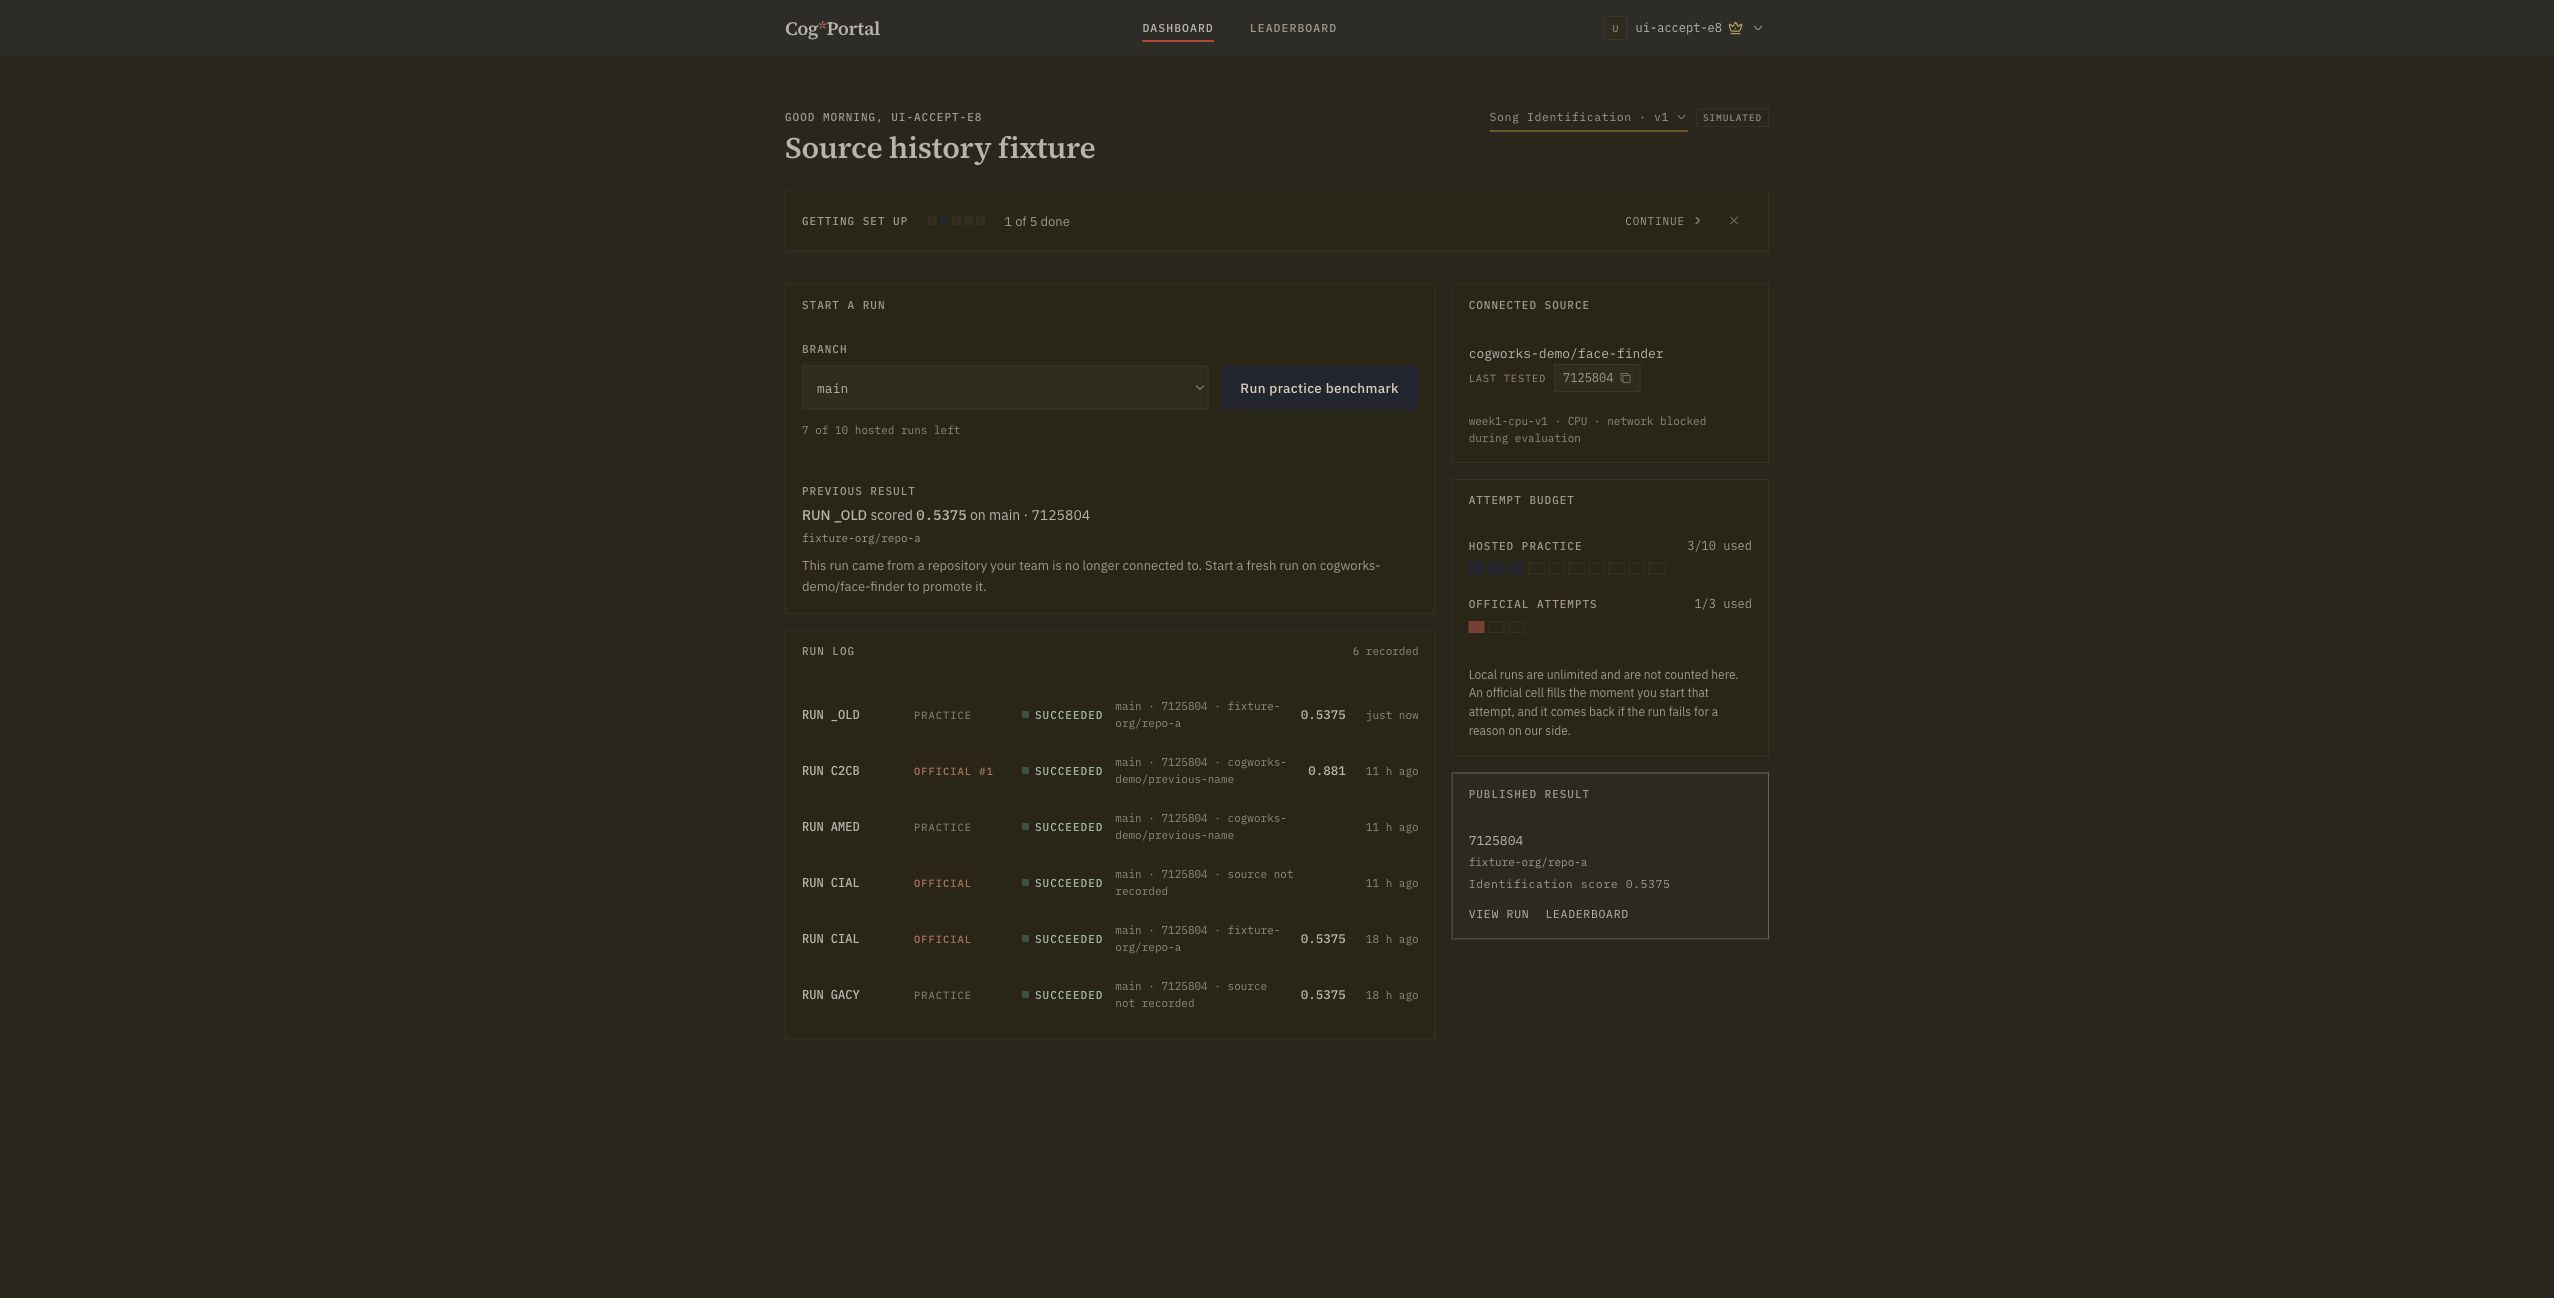 Cog*Portal
DASHBOARD
LEADERBOARD
U
ui-accept-e8
GOOD MORNING, UI-ACCEPT-E8
Source history fixture
Song Identification · v1
SIMULATED
GETTING SET UP
1 of 5 done
CONTINUE
START A RUN
BRANCH
main
Run practice benchmark
7 of 10 hosted runs left
PREVIOUS RESULT
RUN _OLD scored 0.5375 on main · 7125804
fixture-org/repo-a
This run came from a repository your team is no longer connected to. Start a fresh run on cogworks-
demo/face-finder to promote it.
RUN LOG
6 recorded
RUN _OLD PRACTICE SUCCEEDED main · 7125804 · fixture- 0.5375 just now
org/repo-a
RUN C2CB OFFICIAL #1 SUCCEEDED main · 7125804 · cogworks- 0.881 11 h ago
demo/previous-name
RUN AMED PRACTICE SUCCEEDED main · 7125804 · cogworks- 11 h ago
demo/previous-name
RUN CIAL OFFICIAL SUCCEEDED main · 7125804 · source not 11 h ago
recorded
RUN CIAL OFFICIAL SUCCEEDED main · 7125804 · fixture- 0.5375 18 h ago
org/repo-a
RUN GACY PRACTICE SUCCEEDED main · 7125804 · source 0.5375 18 h ago
not recorded
CONNECTED SOURCE
cogworks-demo/face-finder
LAST TESTED 7125804
week1-cpu-v1 · CPU · network blocked
during evaluation
ATTEMPT BUDGET
HOSTED PRACTICE 3/10 used
OFFICIAL ATTEMPTS 1/3 used
Local runs are unlimited and are not counted here.
An official cell fills the moment you start that
attempt, and it comes back if the run fails for a
reason on our side.
PUBLISHED RESULT
7125804
fixture-org/repo-a
Identification score 0.5375
VIEW RUN LEADERBOARD